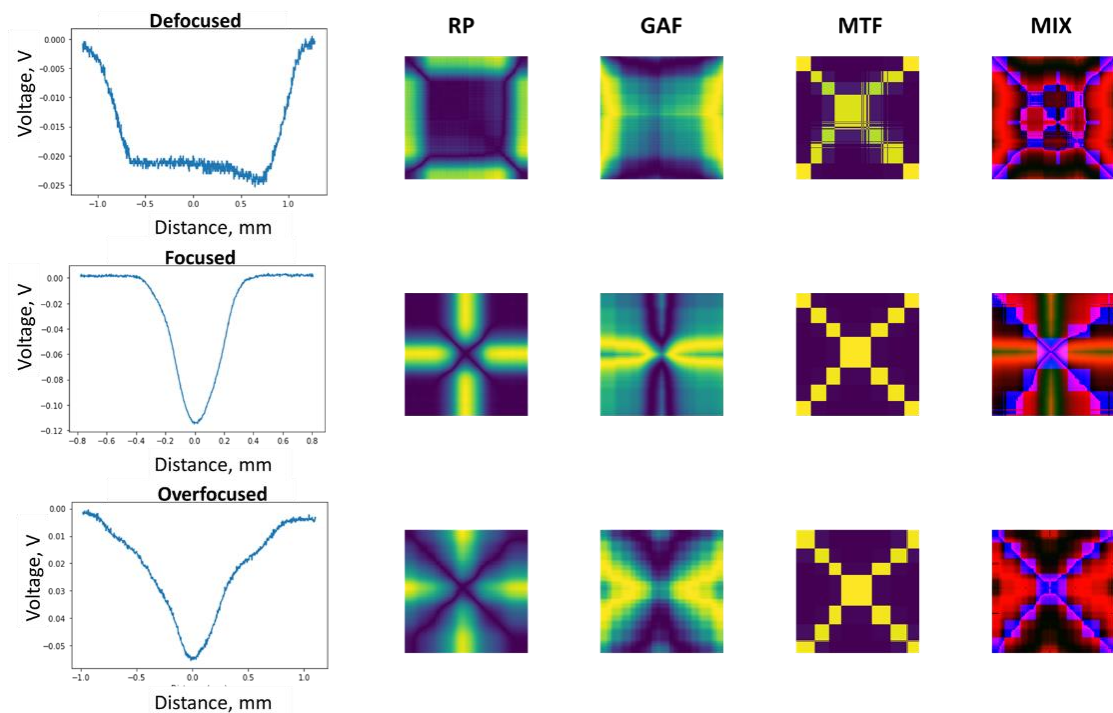 Defocused RP GAF MTF MIX
Voltage, V
0.000
−0.005
−0.010
−0.015
−0.020
−0.025
−1.0 −0.5 0.0 0.5 1.0
Distance, mm
Focused
Voltage, V
0.00
−0.02
−0.04
−0.06
−0.08
−0.10
−0.12
−0.8 −0.6 −0.4 −0.2 0.0 0.2 0.4 0.6 0.8
Distance, mm
Overfocused
Voltage, V
0.00
0.01
0.02
0.03
0.04
−0.05
−1.0 −0.5 0.0 0.5 1.0
Distance, mm